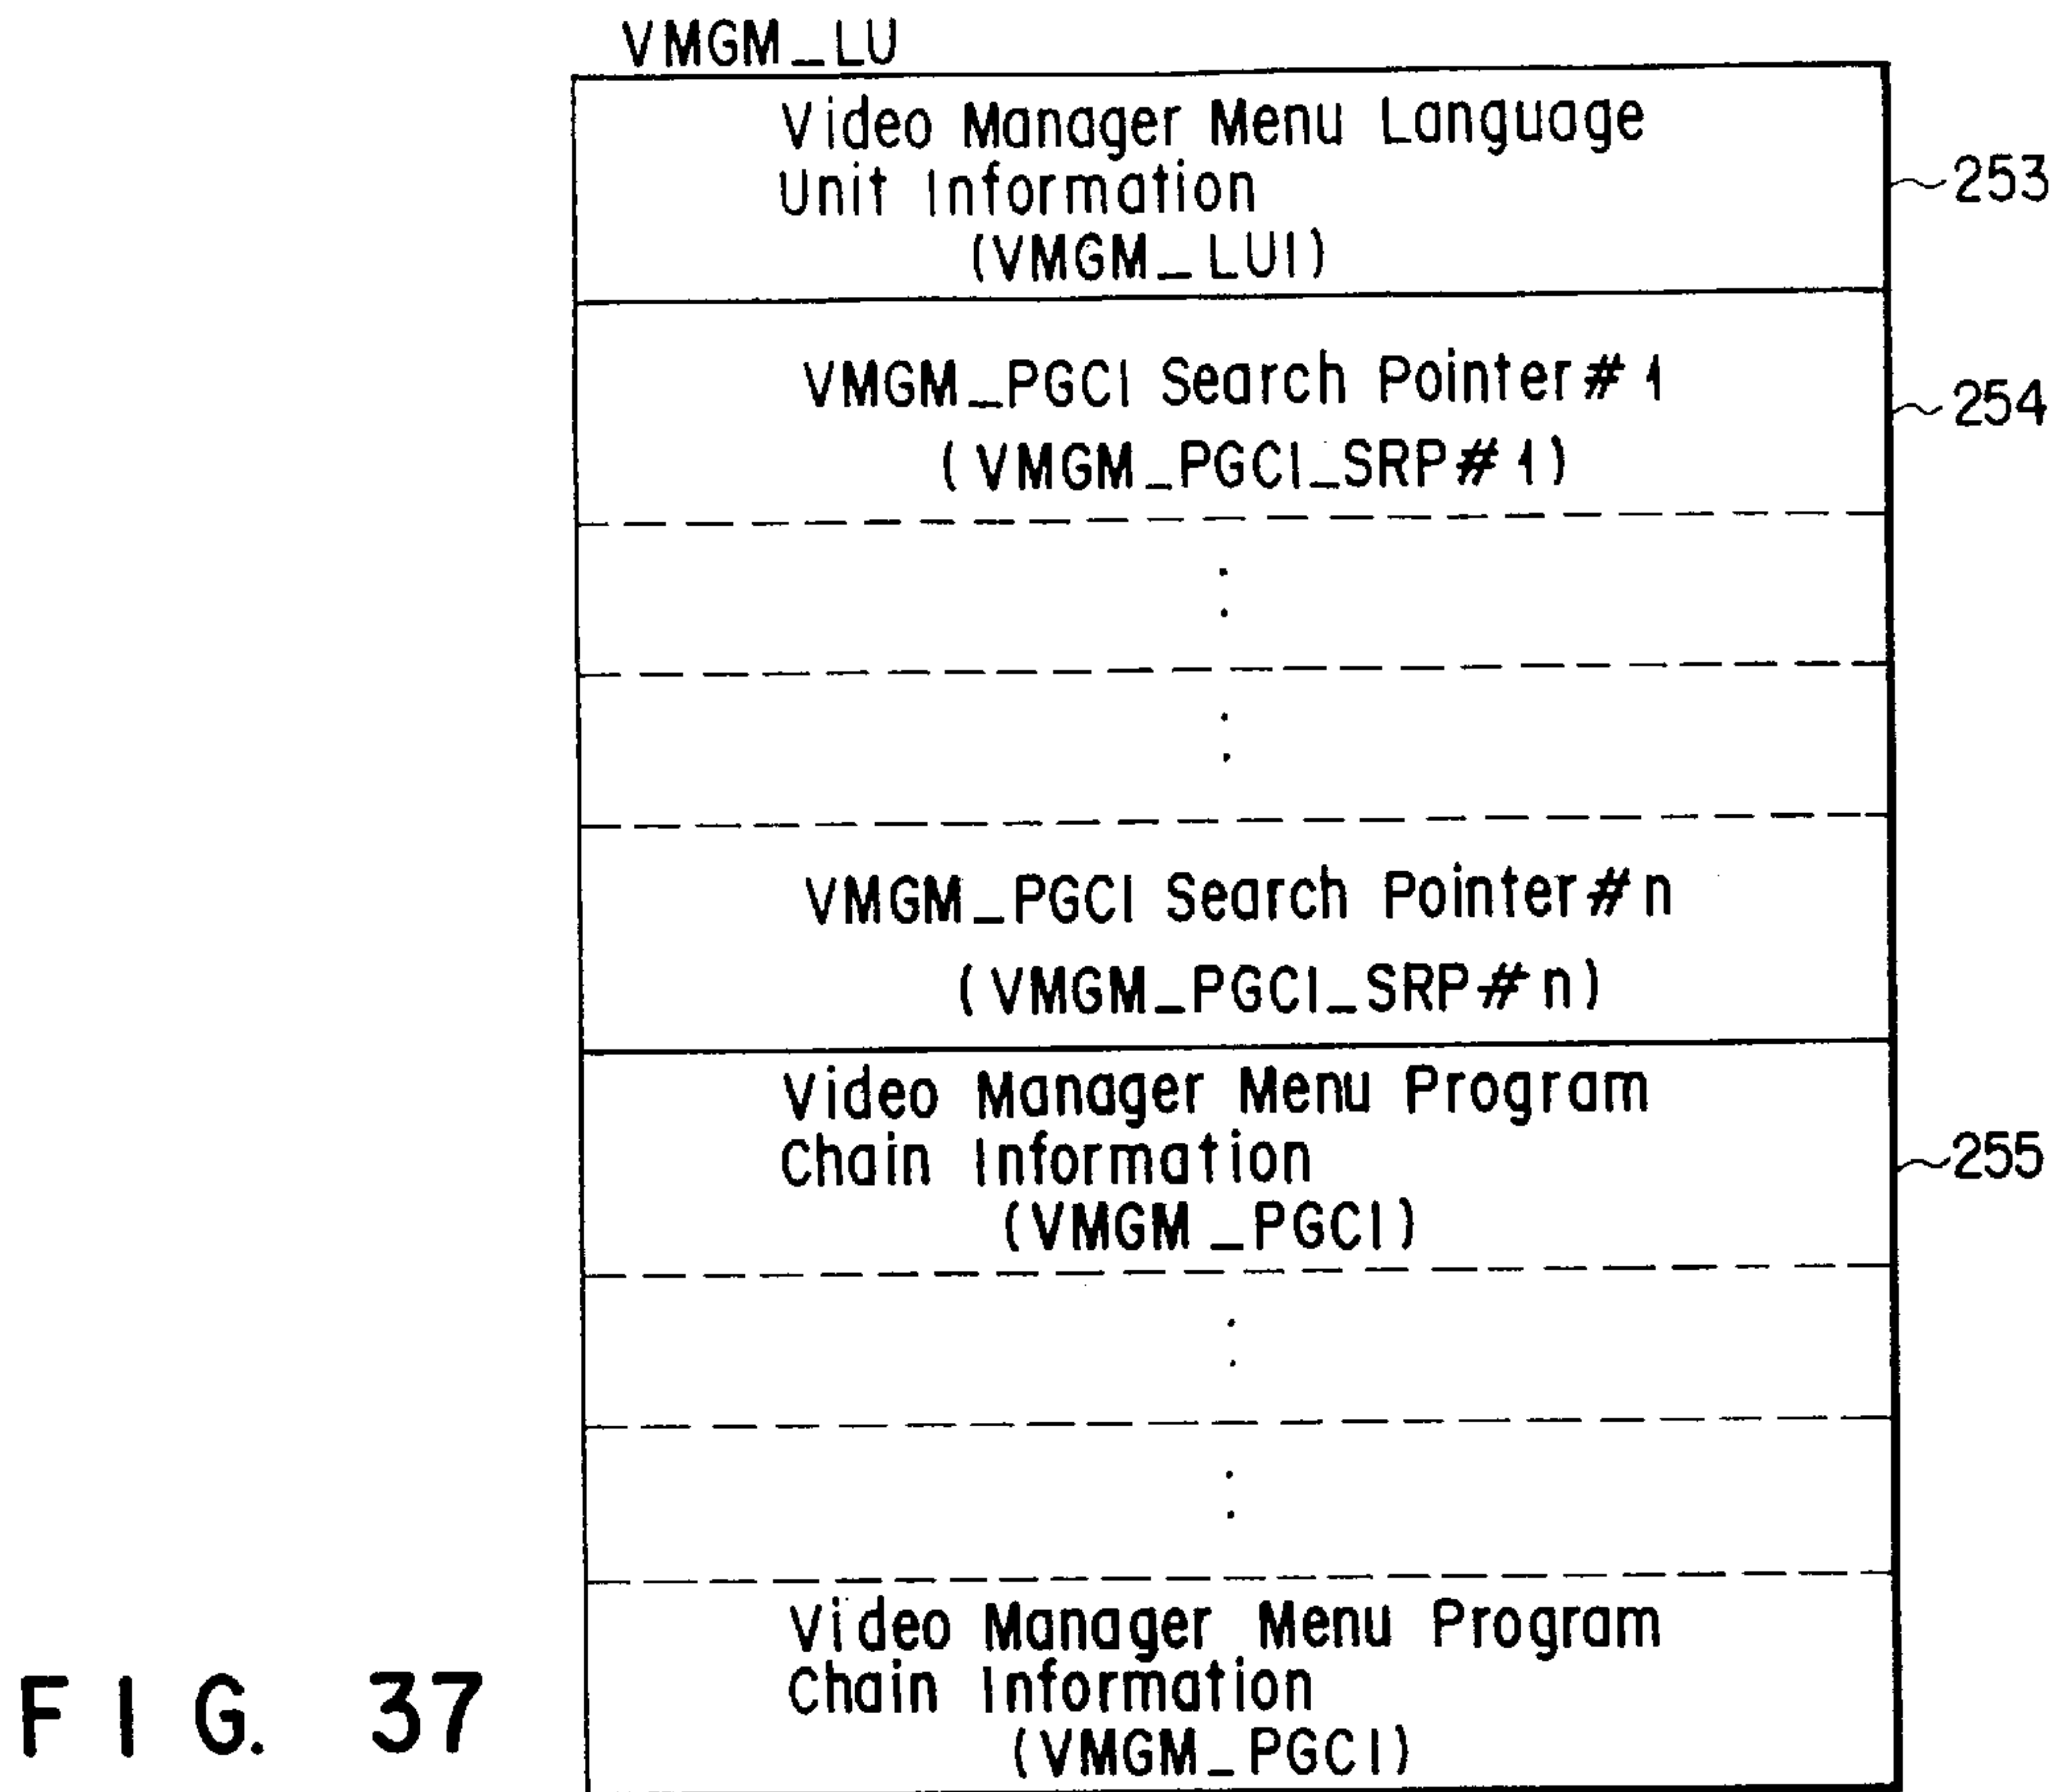 VMGM_LU
Video Manager Menu Language
Unit Information
(VMGM_LUI)
253
VMGM_PGCI Search Pointer#1
(VMGM_PGCI_SRP#1)
254
VMGM_PGCI Search Pointer#n
(VMGM_PGCI_SRP#n)
Video Manager Menu Program
Chain Information
(VMGM_PGCI)
255
Video Manager Menu Program
Chain Information
(VMGM_PGCI)
FIG. 37